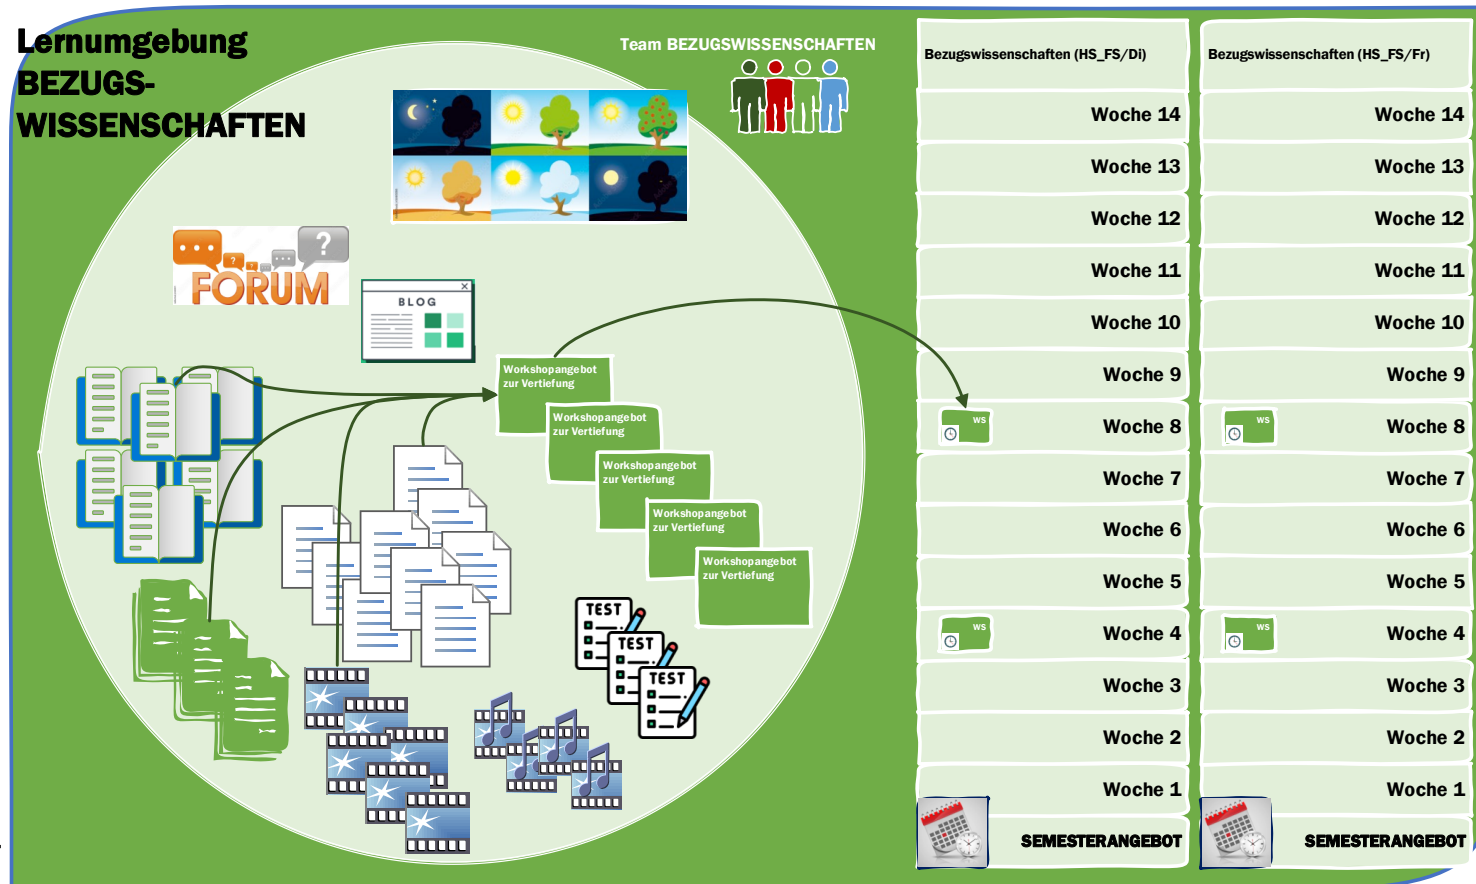 Lernumgebung
BEZUGS-
WISSENSCHAFTEN
Team BEZUGSWISSENSCHAFTEN
?
?
?
FORUM
BLOG
Workshopangebot
zur Vertiefung
Workshopangebot
zur Vertiefung
Workshopangebot
zur Vertiefung
Workshopangebot
zur Vertiefung
Workshopangebot
zur Vertiefung
TEST
TEST
TEST
Bezugswissenschaften (HS_FS/Di)
Woche 14
Woche 13
Woche 12
Woche 11
Woche 10
Woche 9
WS
Woche 8
Woche 7
Woche 6
Woche 5
WS
Woche 4
Woche 3
Woche 2
Woche 1
SEMESTERANGEBOT
Bezugswissenschaften (HS_FS/Fr)
Woche 14
Woche 13
Woche 12
Woche 11
Woche 10
Woche 9
WS
Woche 8
Woche 7
Woche 6
Woche 5
WS
Woche 4
Woche 3
Woche 2
Woche 1
SEMESTERANGEBOT